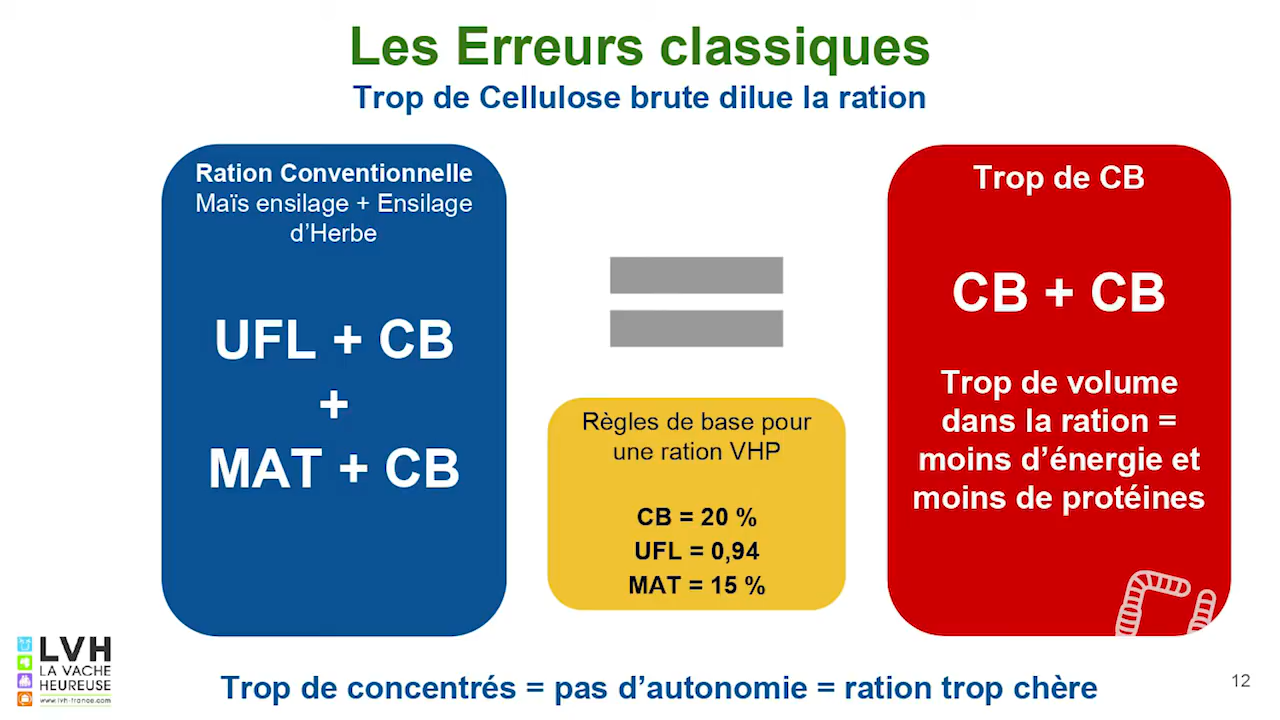 Les Erreurs classiques
Trop de Cellulose brute dilue la ration
Ration Conventionnelle
Maïs ensilage + Ensilage
d'Herbe
UFL + CB
+
MAT + CB
Règles de base pour
une ration VHP
CB = 20 %
UFL = 0,94
MAT = 15 %
Trop de CB
CB + CB
Trop de volume
dans la ration =
moins d'énergie et
moins de protéines
LVH
LA VACHE
HEUREUSE
www.lvh-france.com
Trop de concentrés = pas d'autonomie = ration trop chère
12